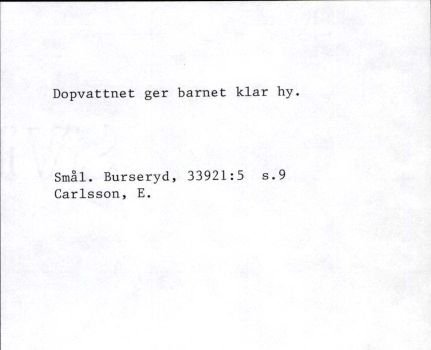 Dopvattnet ger barnet klar hy.
Smål. Burseryd, 33921:5 s.9
Carlsson, E.